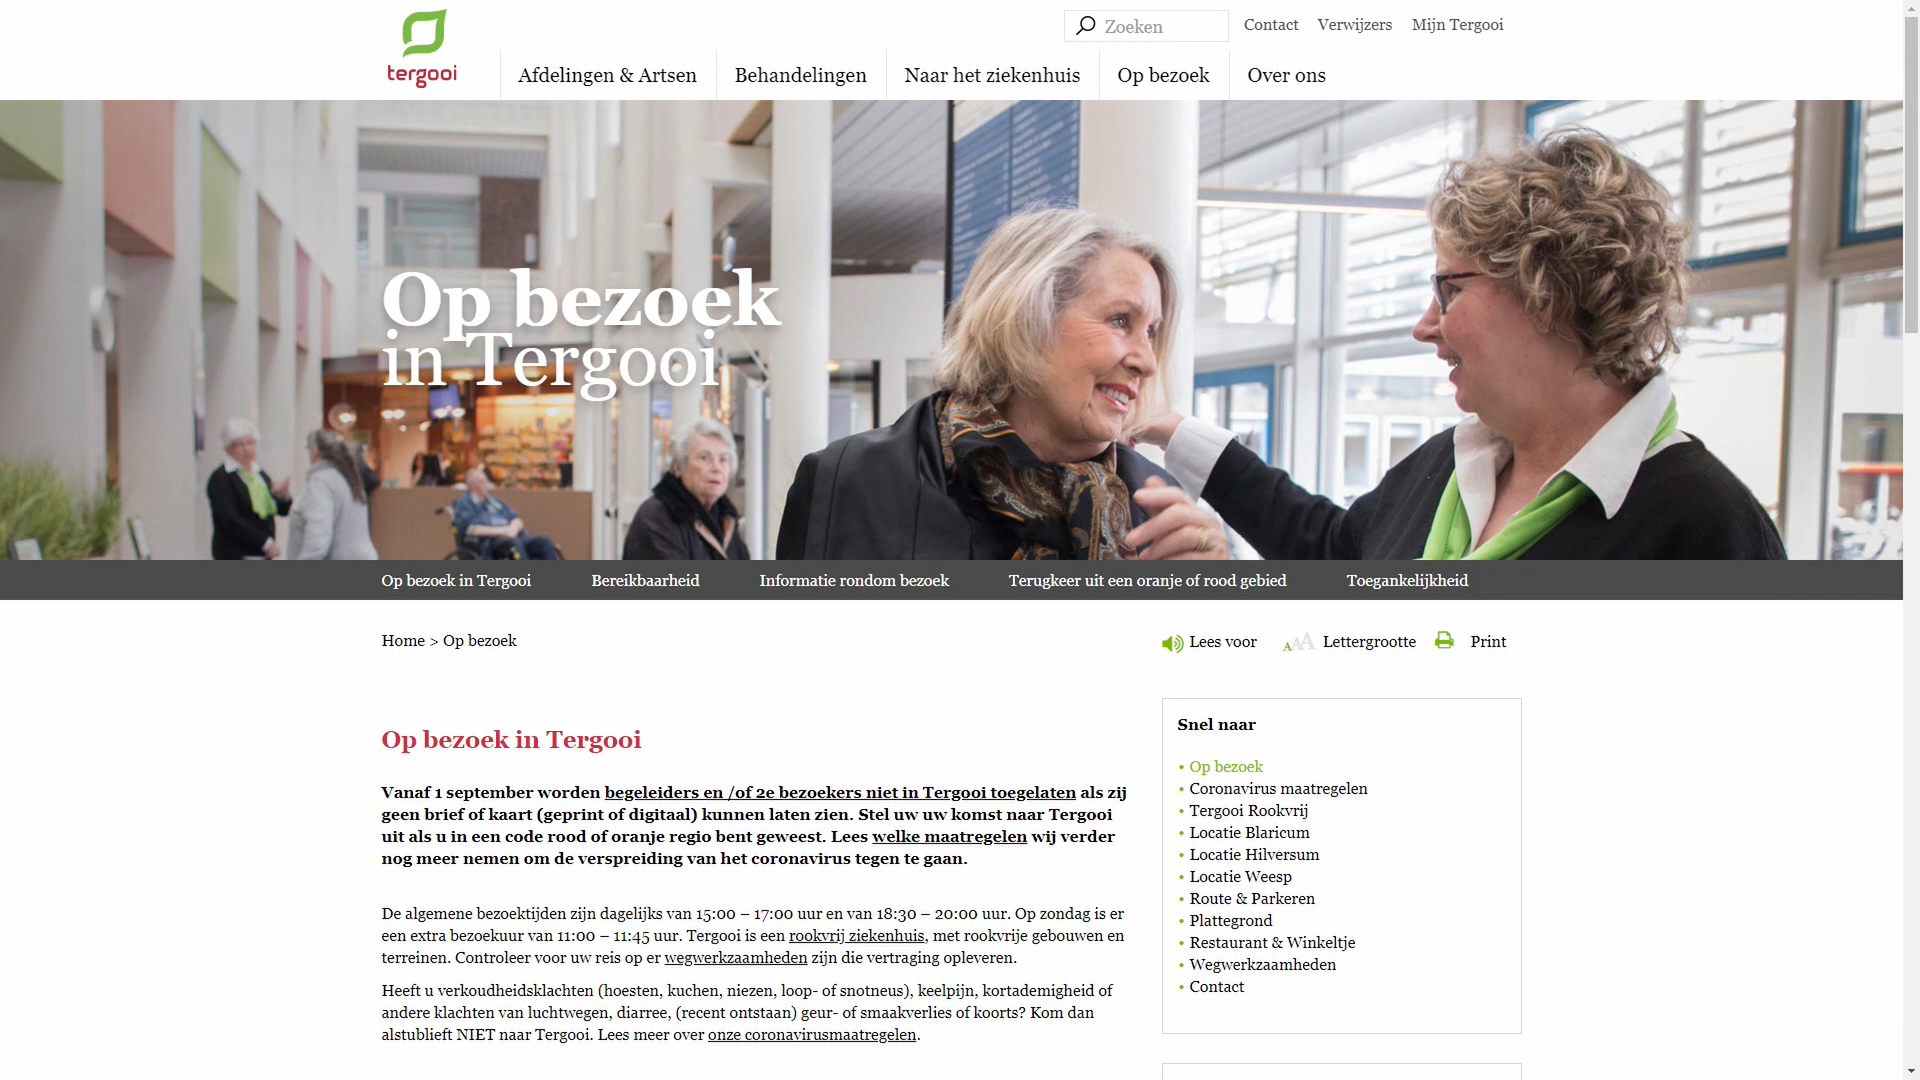 tergooi
Zoeken
Contact
Verwijzers
Mijn Tergooi
Afdelingen & Artsen
Behandelingen
Naar het ziekenhuis
Op bezoek
Over ons
Op bezoek
in Tergooi
Op bezoek in Tergooi
Bereikbaarheid
Informatie rondom bezoek
Terugkeer uit een oranje of rood gebied
Toegankelijkheid
Home > Op bezoek
Lees voor
AAA Lettergrootte
Print
Op bezoek in Tergooi
Vanaf 1 september worden begeleiders en /of 2e bezoekers niet in Tergooi toegelaten als zij
geen brief of kaart (geprint of digitaal) kunnen laten zien. Stel uw uw komst naar Tergooi
uit als u in een code rood of oranje regio bent geweest. Lees welke maatregelen wij verder
nog meer nemen om de verspreiding van het coronavirus tegen te gaan.
De algemene bezoektijden zijn dagelijks van 15:00 – 17:00 uur en van 18:30 – 20:00 uur. Op zondag is er
een extra bezoekuur van 11:00 – 11:45 uur. Tergooi is een rookvrij ziekenhuis, met rookvrije gebouwen en
terreinen. Controleer voor uw reis op er wegwerkzaamheden zijn die vertraging opleveren.
Heeft u verkoudheidsklachten (hoesten, kuchen, niezen, loop- of snotneus), keelpijn, kortademigheid of
andere klachten van luchtwegen, diarree, (recent ontstaan) geur- of smaakverlies of koorts? Kom dan
alstublieft NIET naar Tergooi. Lees meer over onze coronavirusmaatregelen.
Snel naar
• Op bezoek
• Coronavirus maatregelen
• Tergooi Rookvrij
• Locatie Blaricum
• Locatie Hilversum
• Locatie Weesp
• Route & Parkeren
• Plattegrond
• Restaurant & Winkeltje
• Wegwerkzaamheden
• Contact